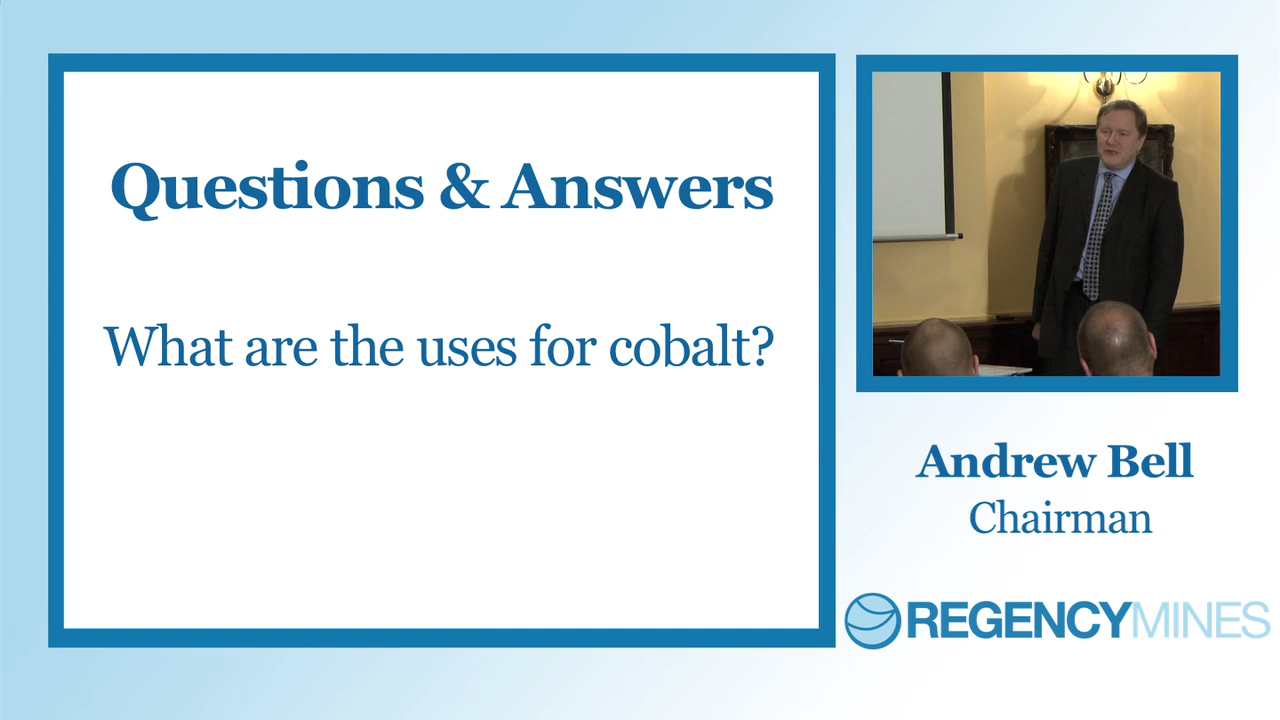 Questions & Answers
What are the uses for cobalt?
Andrew Bell
Chairman
REGENCYMINES